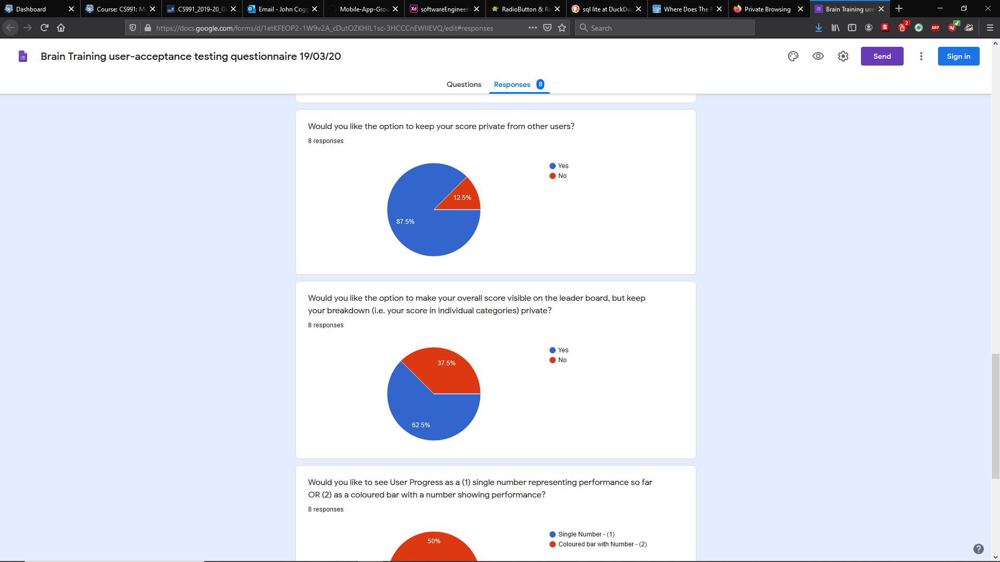 Dashboard
Course: CS991: Mo
CS991_2019-20_Gr
Email - John Cogg
Mobile-App-Grou
softwareEngineeri
RadioButton & Ra
sql lite at DuckDuc
Where Does The P
Private Browsing
Brain Training use
https://docs.google.com/forms/d/1etKFEOP2-1W9v2A_cDutOZKHIL1sc-3HCCCnEWIIEVQ/edit#responses
Search
S
2
ABP
Brain Training user-acceptance testing questionnaire 19/03/20
Send
Sign in
Questions
Responses 8
Would you like the option to keep your score private from other users?
8 responses
Yes
No
12.5%
87.5%
Would you like the option to make your overall score visible on the leader board, but keep
your breakdown (i.e. your score in individual categories) private?
8 responses
Yes
No
37.5%
62.5%
Would you like to see User Progress as a (1) single number representing performance so far
OR (2) as a coloured bar with a number showing performance?
8 responses
Single Number - (1)
Coloured bar with Number - (2)
50%